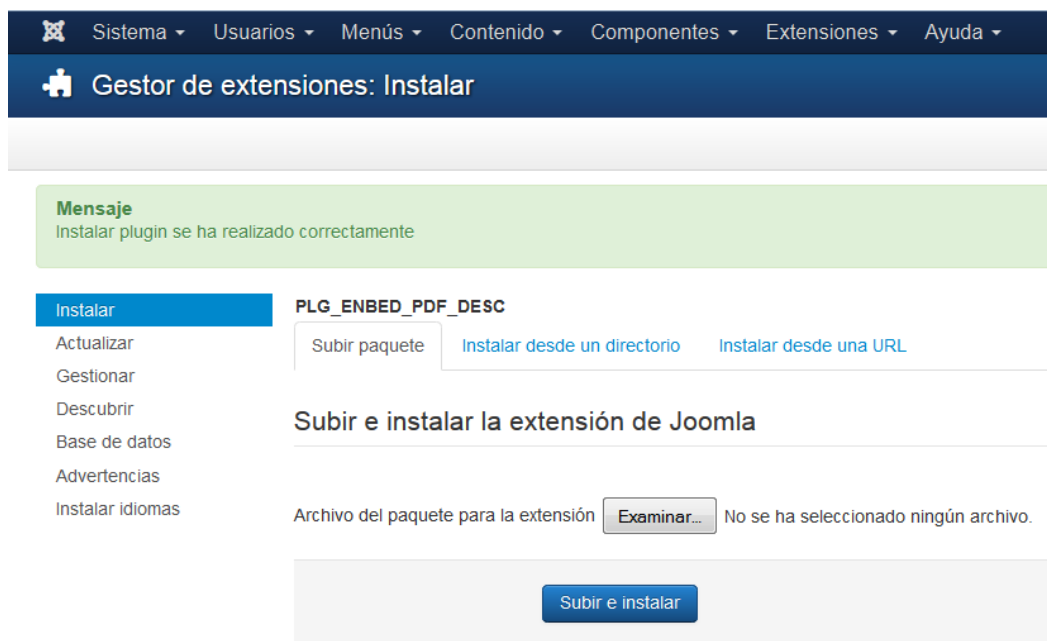 Sistema Usuarios Menús Contenido Componentes Extensiones Ayuda
Gestor de extensiones: Instalar
Mensaje
Instalar plugin se ha realizado correctamente
Instalar
Actualizar
Gestionar
Descubrir
Base de datos
Advertencias
Instalar idiomas
PLG_ENBED_PDF_DESC
Subir paquete Instalar desde un directorio Instalar desde una URL
Subir e instalar la extensión de Joomla
Archivo del paquete para la extensión Examinar... No se ha seleccionado ningún archivo.
Subir e instalar